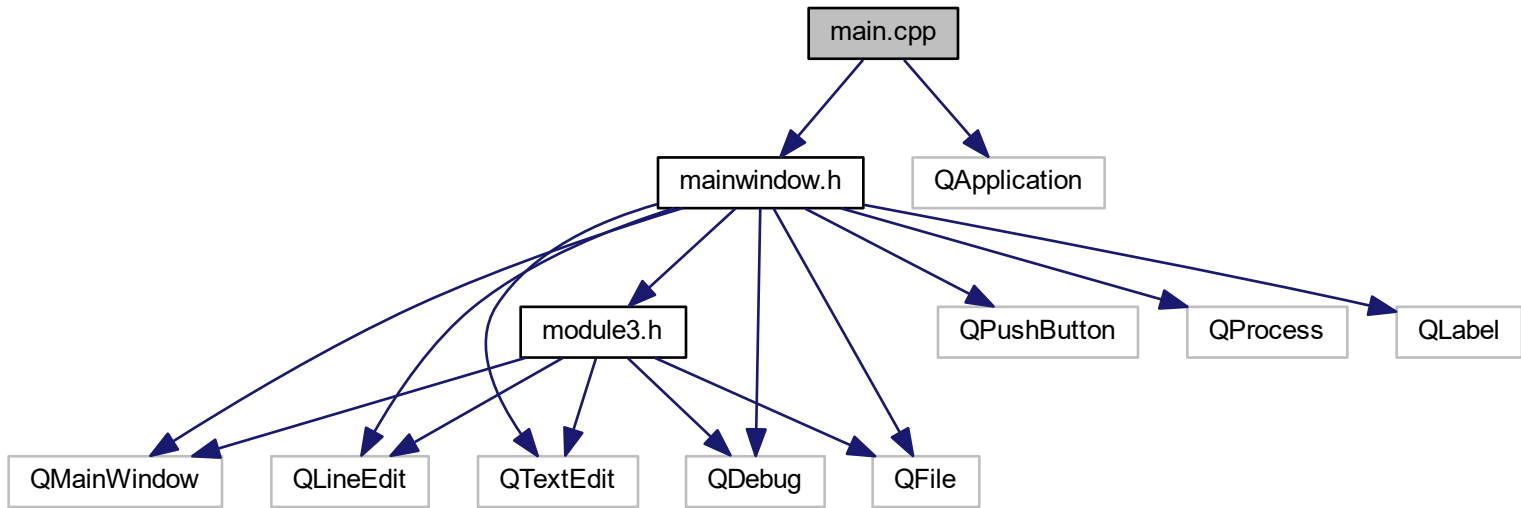 main.cpp
mainwindow.h
QApplication
module3.h
QPushButton
QProcess
QLabel
QMainWindow
QLineEdit
QTextEdit
QDebug
QFile